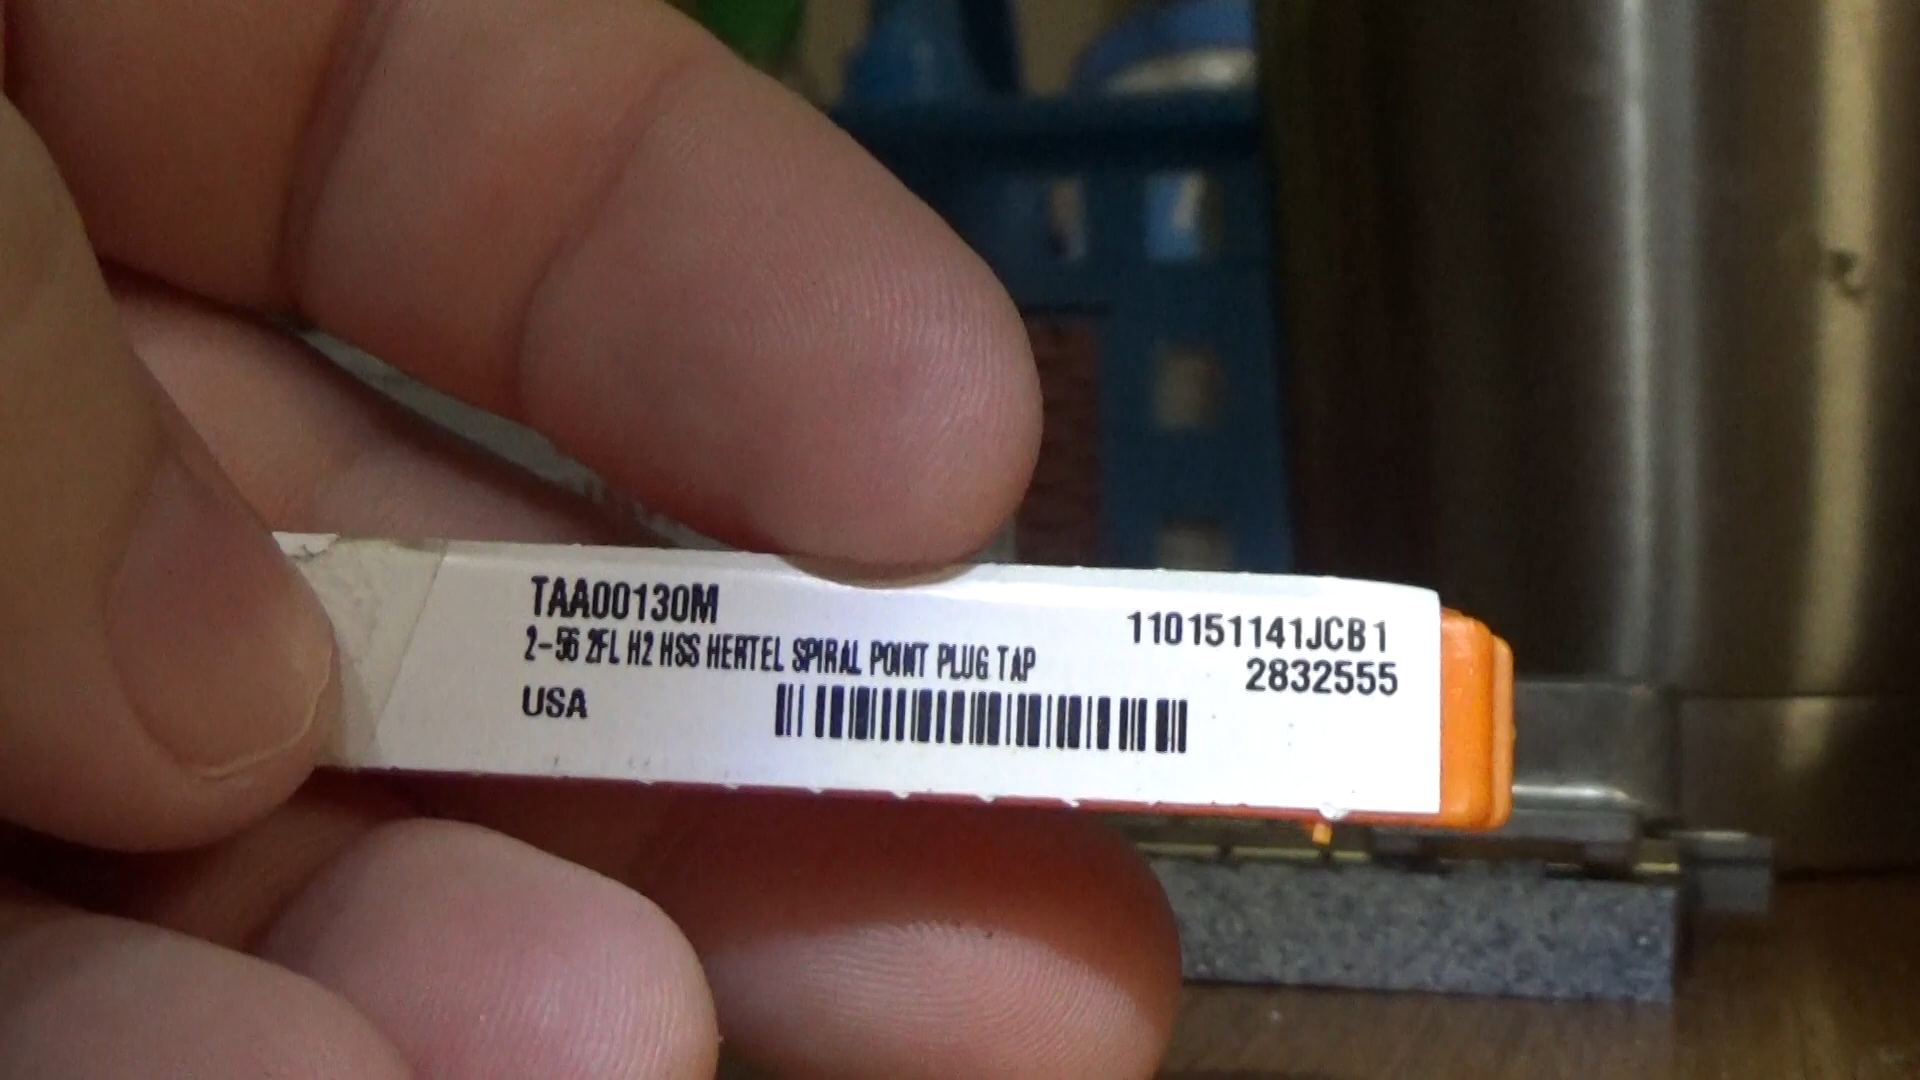 TAA00130M
110151141JCB1
2-56 2FL H2 HSS HERTEL SPIRAL POINT PLUG TAP
2832555
USA